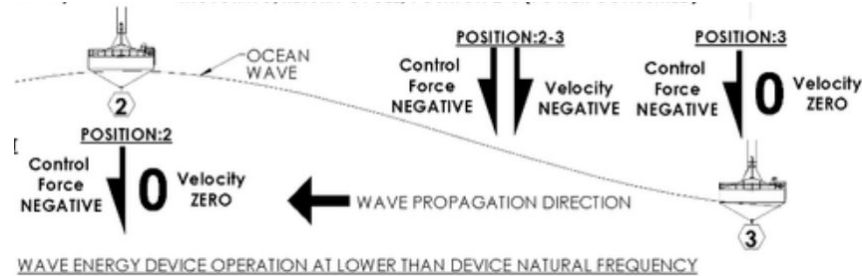 POSITION:2-3
POSITION:3
OCEAN
WAVE
Control
Force
NEGATIVE
Velocity
NEGATIVE
Control
Force
NEGATIVE
0
Velocity
ZERO
2
POSITION:2
Control
Force
NEGATIVE
0
Velocity
ZERO
WAVE PROPAGATION DIRECTION
3
WAVE ENERGY DEVICE OPERATION AT LOWER THAN DEVICE NATURAL FREQUENCY